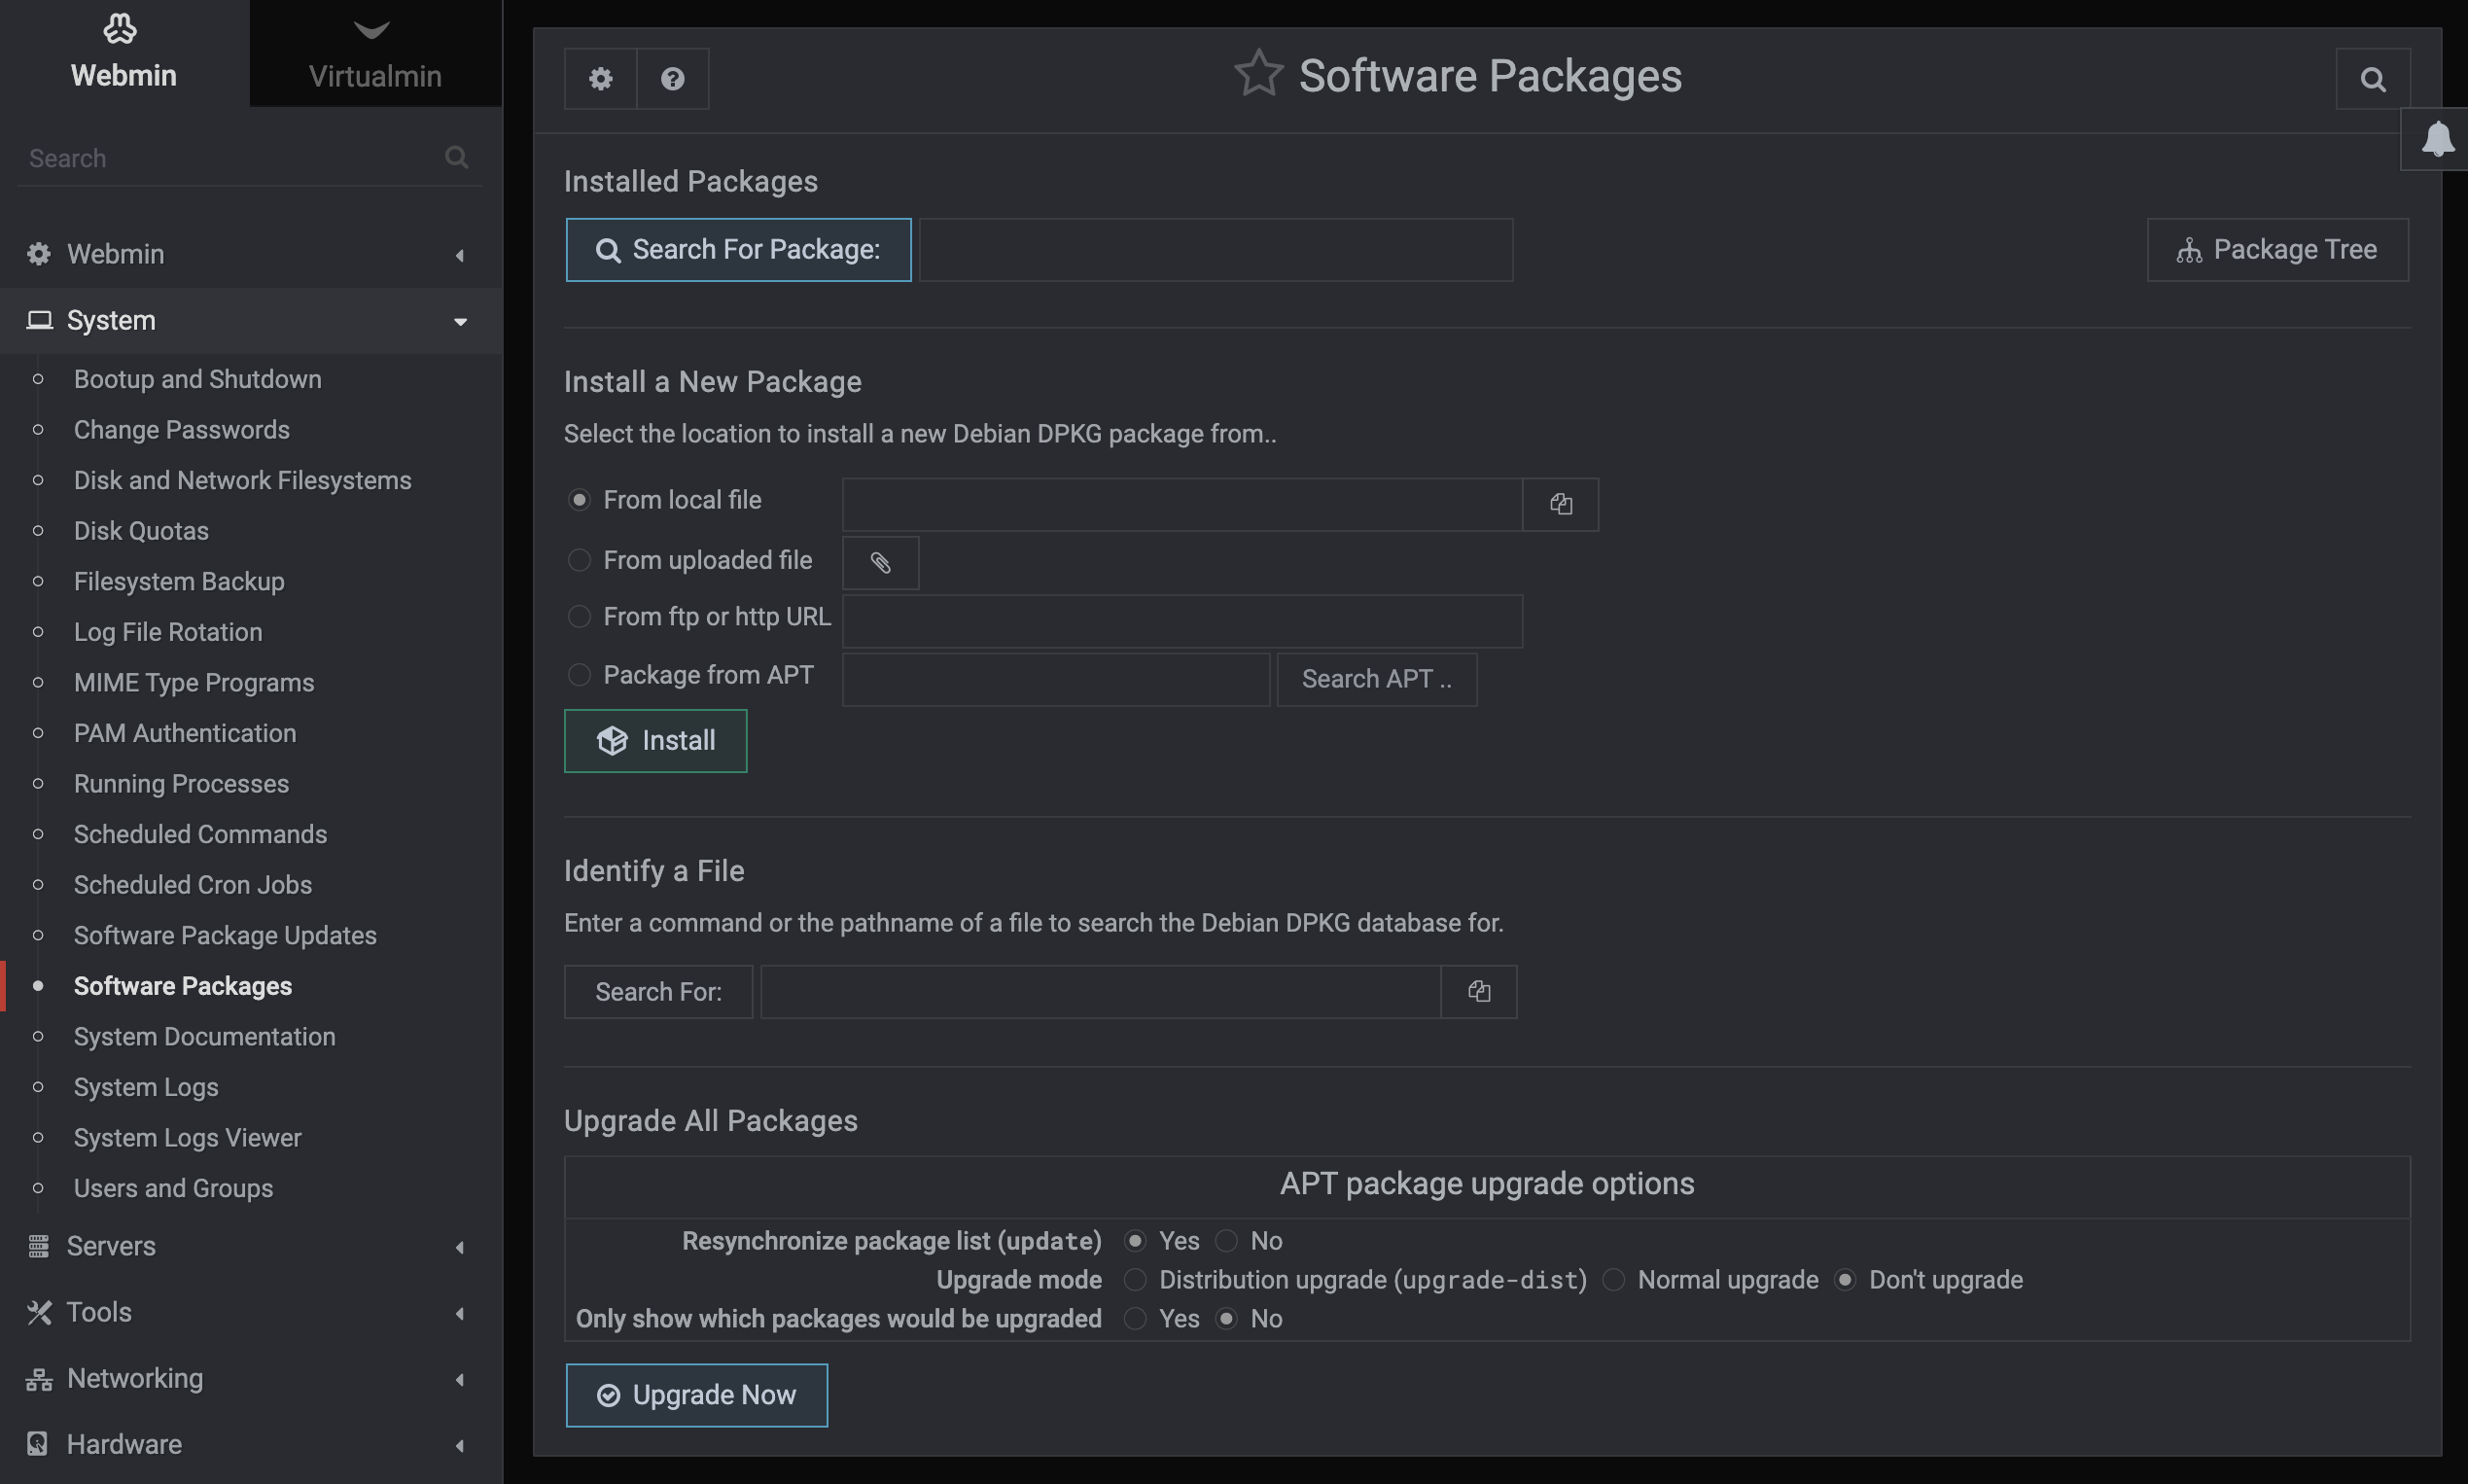 Webmin
Virtualmin
Search
Webmin
System
Bootup and Shutdown
Change Passwords
Disk and Network Filesystems
Disk Quotas
Filesystem Backup
Log File Rotation
MIME Type Programs
PAM Authentication
Running Processes
Scheduled Commands
Scheduled Cron Jobs
Software Package Updates
Software Packages
System Documentation
System Logs
System Logs Viewer
Users and Groups
Servers
Tools
Networking
Hardware
Software Packages
Installed Packages
Search For Package:
Package Tree
Install a New Package
Select the location to install a new Debian DPKG package from..
From local file
From uploaded file
From ftp or http URL
Package from APT Search APT ..
Install
Identify a File
Enter a command or the pathname of a file to search the Debian DPKG database for.
Search For:
Upgrade All Packages
APT package upgrade options
Resynchronize package list (update) Yes No
Upgrade mode Distribution upgrade (upgrade-dist) Normal upgrade Don't upgrade
Only show which packages would be upgraded Yes No
Upgrade Now